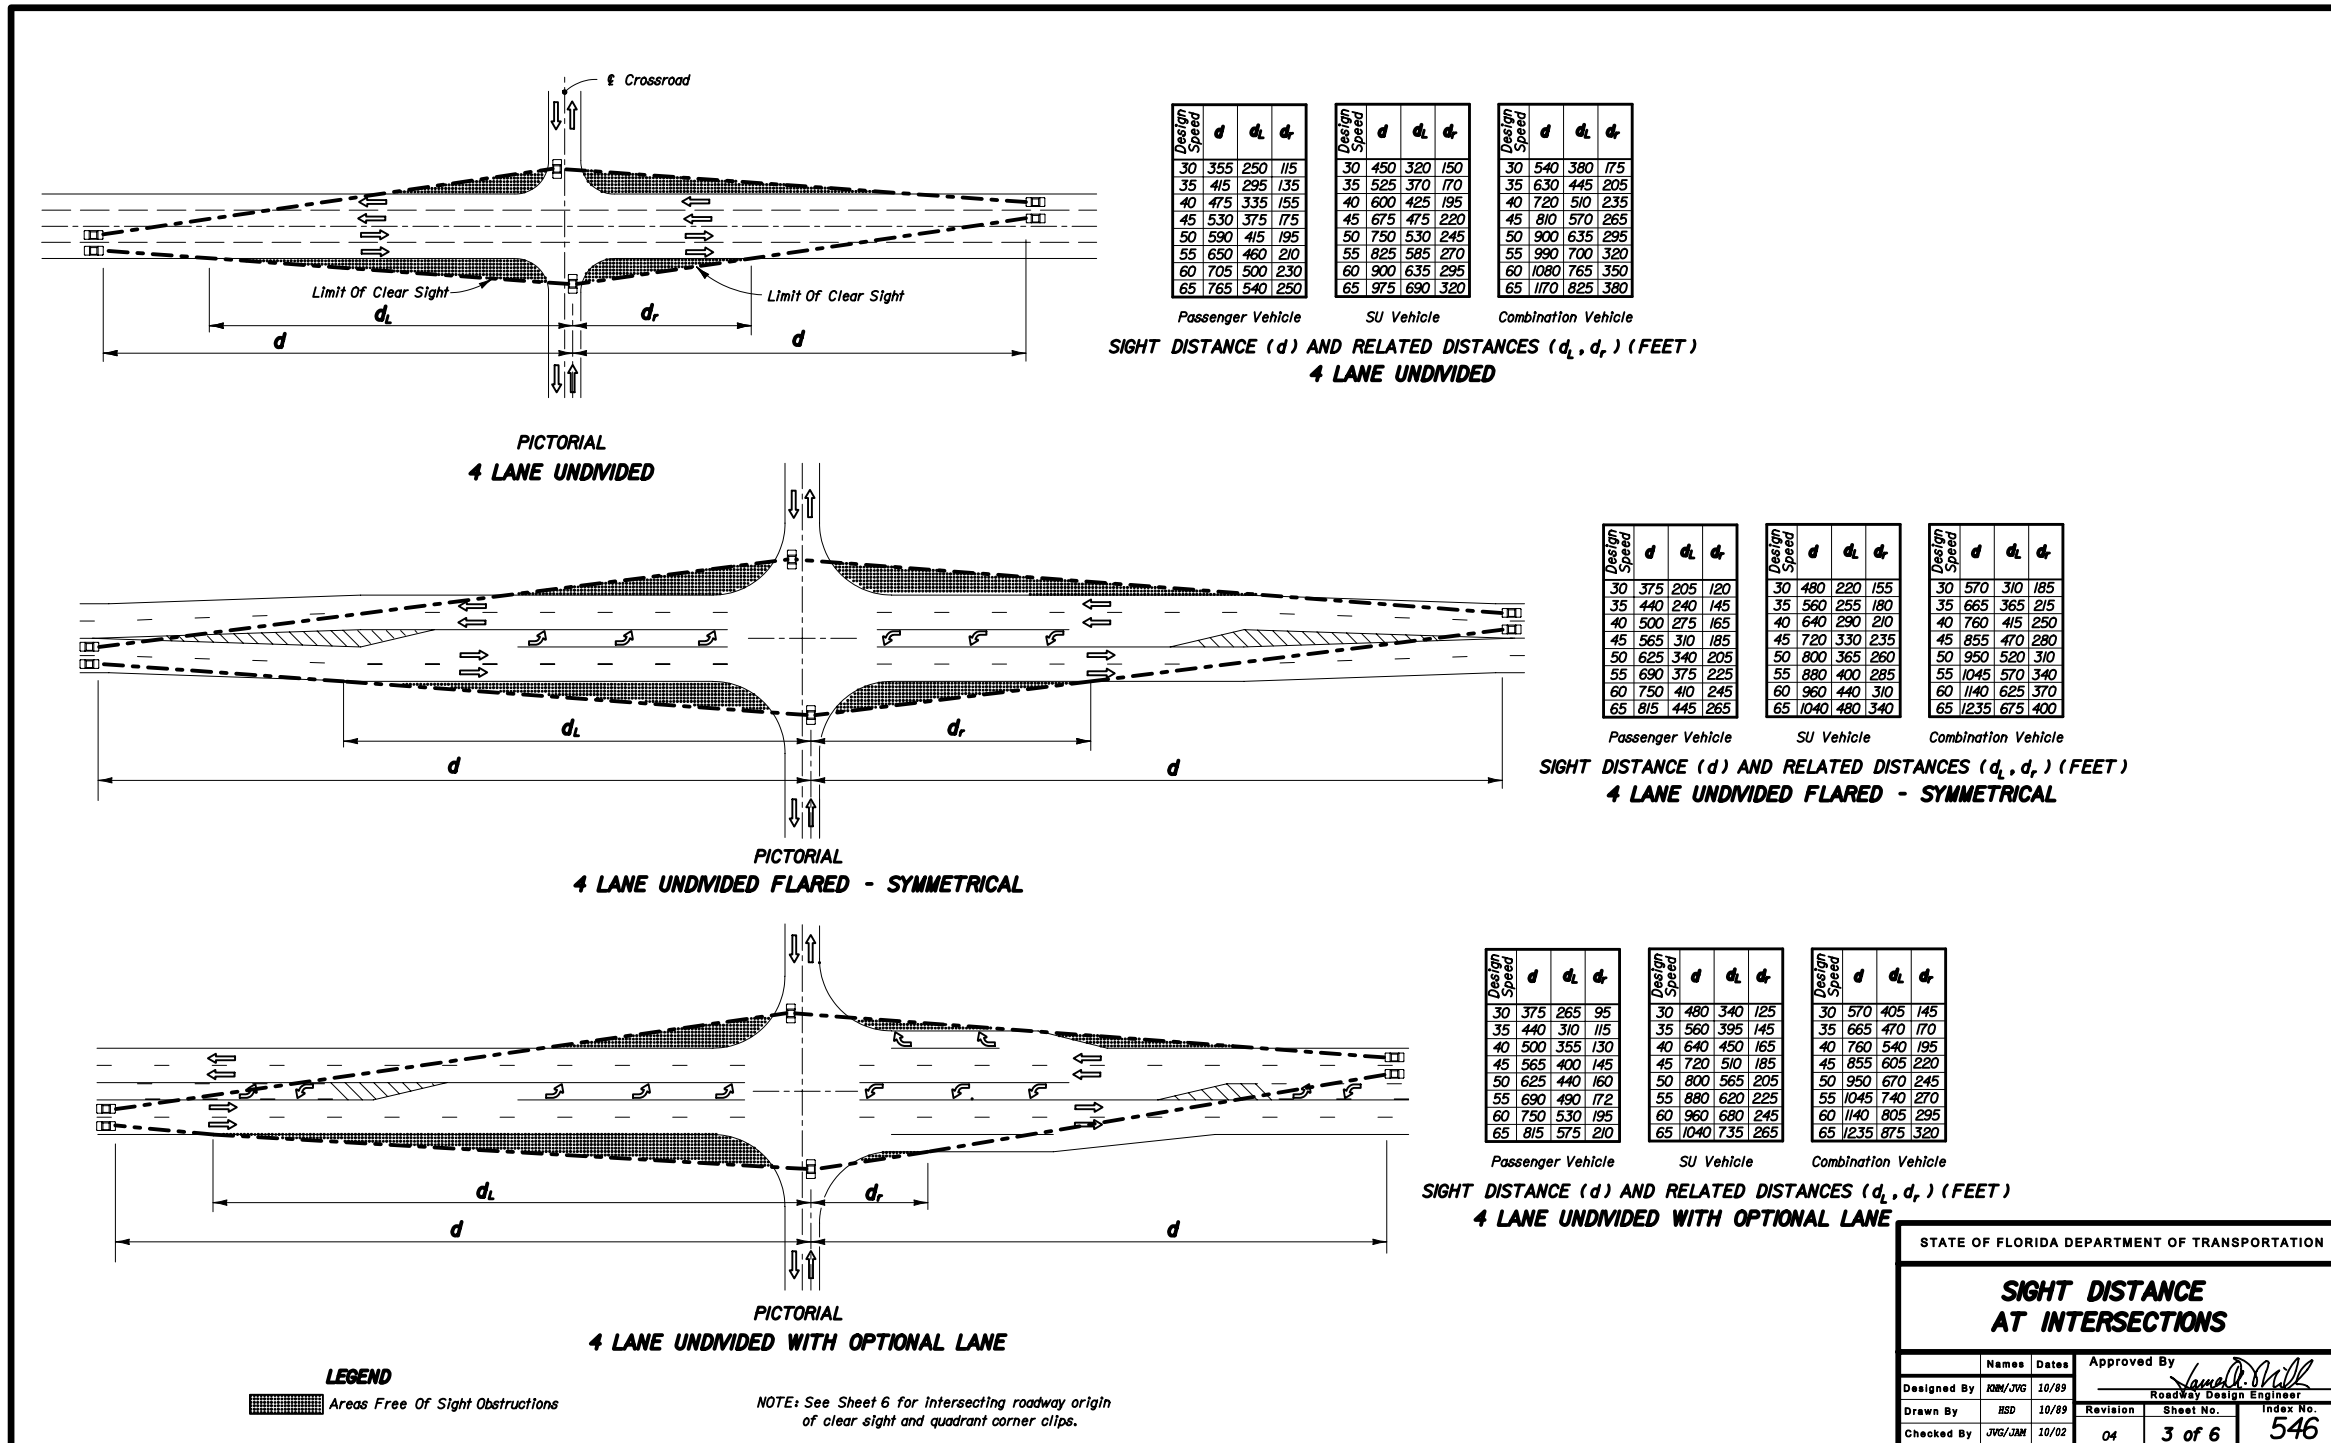 ℄ Crossroad
Limit Of Clear Sight
Limit Of Clear Sight
dL
dr
d
d
PICTORIAL
4 LANE UNDIVIDED
Design Speed d dL dr
30 355 250 115
35 415 295 135
40 475 335 155
45 530 375 175
50 590 415 195
55 650 460 210
60 705 500 230
65 765 540 250
Passenger Vehicle
Design Speed d dL dr
30 450 320 150
35 525 370 170
40 600 425 195
45 675 475 220
50 750 530 245
55 825 585 270
60 900 635 295
65 975 690 320
SU Vehicle
Design Speed d dL dr
30 540 380 175
35 630 445 205
40 720 510 235
45 810 570 265
50 900 635 295
55 990 700 320
60 1080 765 350
65 1170 825 380
Combination Vehicle
SIGHT DISTANCE (d) AND RELATED DISTANCES (dL, dr) (FEET)
4 LANE UNDIVIDED
dL
dr
d
d
PICTORIAL
4 LANE UNDIVIDED FLARED - SYMMETRICAL
Design Speed d dL dr
30 375 205 120
35 440 240 145
40 500 275 165
45 565 310 185
50 625 340 205
55 690 375 225
60 750 410 245
65 815 445 265
Passenger Vehicle
Design Speed d dL dr
30 480 220 155
35 560 255 180
40 640 290 210
45 720 330 235
50 800 365 260
55 880 400 285
60 960 440 310
65 1040 480 340
SU Vehicle
Design Speed d dL dr
30 570 310 185
35 665 365 215
40 760 415 250
45 855 470 280
50 950 520 310
55 1045 570 340
60 1140 625 370
65 1235 675 400
Combination Vehicle
SIGHT DISTANCE (d) AND RELATED DISTANCES (dL, dr) (FEET)
4 LANE UNDIVIDED FLARED - SYMMETRICAL
dL
dr
d
d
PICTORIAL
4 LANE UNDIVIDED WITH OPTIONAL LANE
Design Speed d dL dr
30 375 265 95
35 440 310 115
40 500 355 130
45 565 400 145
50 625 440 160
55 690 490 172
60 750 530 195
65 815 575 210
Passenger Vehicle
Design Speed d dL dr
30 480 340 125
35 560 395 145
40 640 450 165
45 720 510 185
50 800 565 205
55 880 620 225
60 960 680 245
65 1040 735 265
SU Vehicle
Design Speed d dL dr
30 570 405 145
35 665 470 170
40 760 540 195
45 855 605 220
50 950 670 245
55 1045 740 270
60 1140 805 295
65 1235 875 320
Combination Vehicle
SIGHT DISTANCE (d) AND RELATED DISTANCES (dL, dr) (FEET)
4 LANE UNDIVIDED WITH OPTIONAL LANE
LEGEND
Areas Free Of Sight Obstructions
NOTE: See Sheet 6 for intersecting roadway origin
of clear sight and quadrant corner clips.
STATE OF FLORIDA DEPARTMENT OF TRANSPORTATION
SIGHT DISTANCE
AT INTERSECTIONS
Names Dates
Designed By KNM/JVG 10/89
Drawn By HSD 10/89
Checked By JVG/JAM 10/02
Approved By
James A. Mills
Roadway Design Engineer
Revision Sheet No. Index No.
04 3 of 6 546